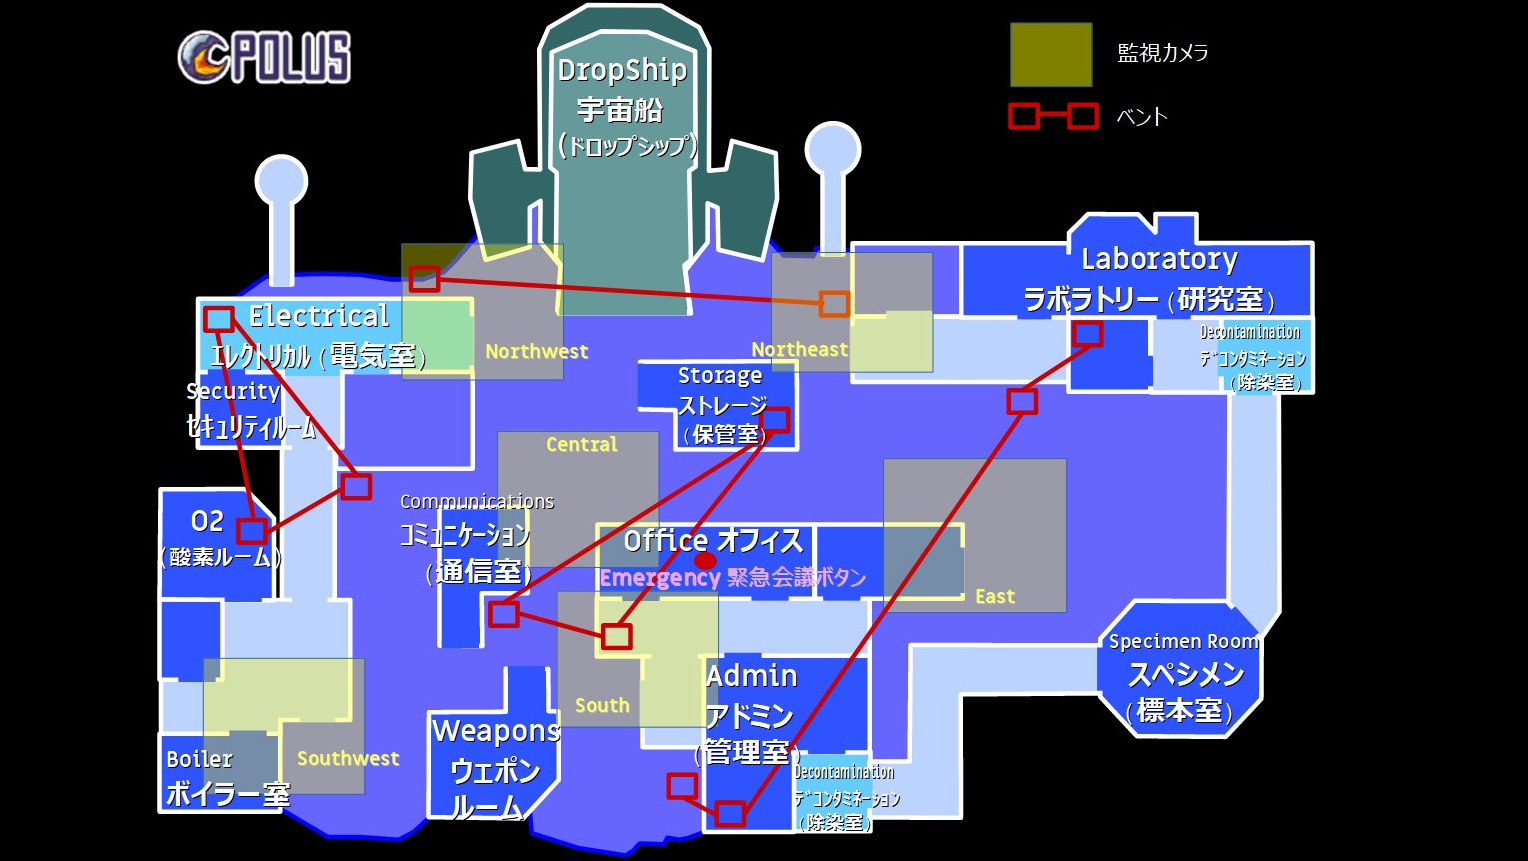 POLUS
DropShip
宇宙船
(ドロップシップ)
監視カメラ
ベント
Electrical
エレクトリカル(電気室)
Security
セキュリティルーム
Northwest
Northeast
Storage
ストレージ
(保管室)
Laboratory
ラボラトリー(研究室)
Decontamination
デコンタミネーション
(除染室)
Central
Communications
コミュニケーション
(通信室)
O2
(酸素ルーム)
Office オフィス
Emergency 緊急会議ボタン
East
Specimen Room
スペシメン
(標本室)
South
Admin
アドミン
(管理室)
Weapons
ウェポン
ルーム
Boiler
ボイラー室
Southwest
Decontamination
デコンタミネーション
(除染室)